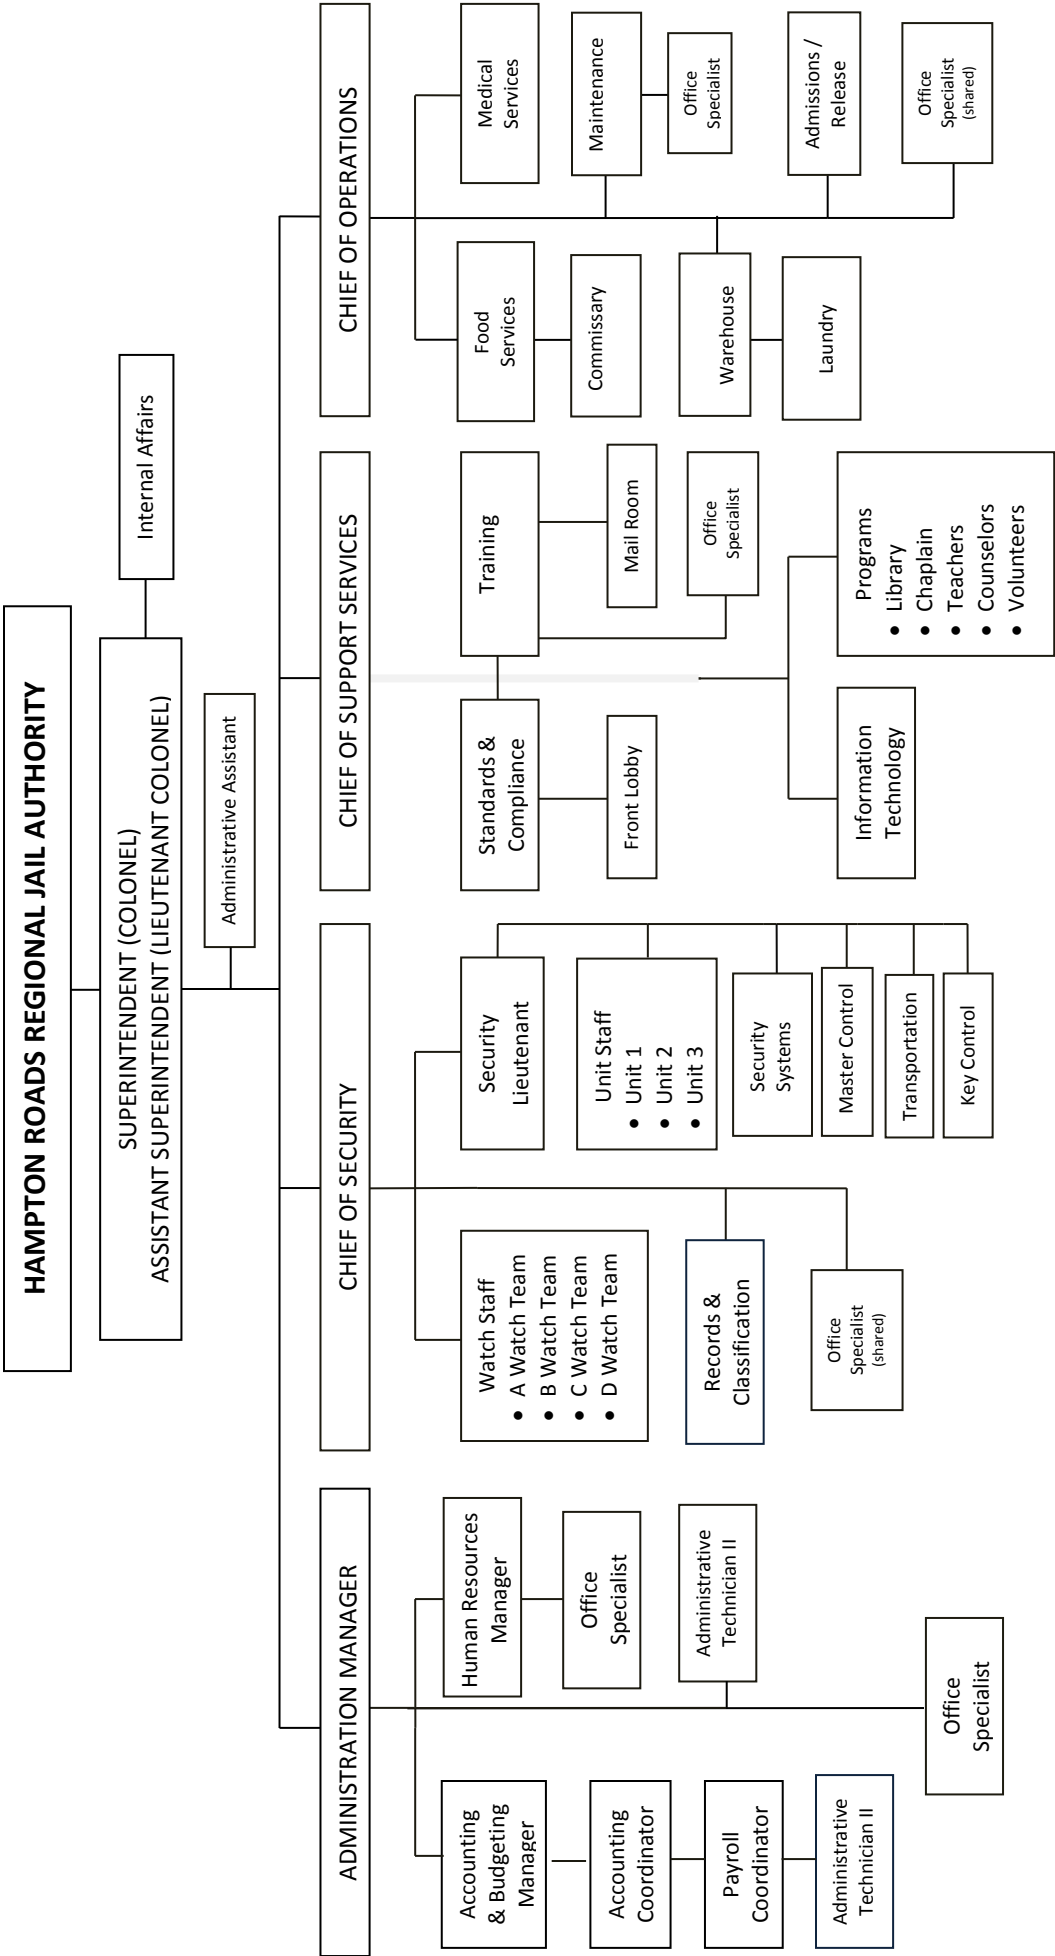 HAMPTON ROADS REGIONAL JAIL AUTHORITY
SUPERINTENDENT (COLONEL)
ASSISTANT SUPERINTENDENT (LIEUTENANT COLONEL)
Internal Affairs
Administrative Assistant
ADMINISTRATION MANAGER
Accounting
& Budgeting
Manager
Accounting
Coordinator
Payroll
Coordinator
Administrative
Technician II
Human Resources
Manager
Office
Specialist
Administrative
Technician II
Office
Specialist
CHIEF OF SECURITY
Watch Staff
• A Watch Team
• B Watch Team
• C Watch Team
• D Watch Team
Records &
Classification
Office
Specialist
(shared)
Security
Lieutenant
Unit Staff
• Unit 1
• Unit 2
• Unit 3
Security
Systems
Master Control
Transportation
Key Control
CHIEF OF SUPPORT SERVICES
Standards &
Compliance
Front Lobby
Training
Mail Room
Office
Specialist
Information
Technology
Programs
• Library
• Chaplain
• Teachers
• Counselors
• Volunteers
CHIEF OF OPERATIONS
Food
Services
Commissary
Warehouse
Laundry
Medical
Services
Maintenance
Office
Specialist
Admissions /
Release
Office
Specialist
(shared)